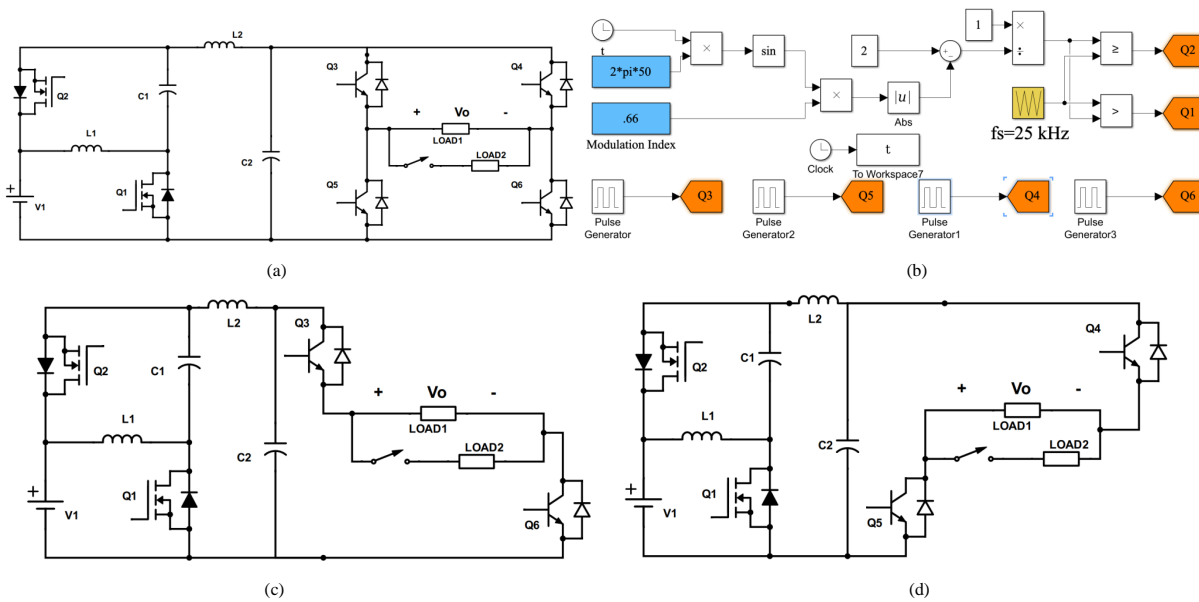 L2
Q3
Q4
Q2
C1
+ Vo -
L1
LOAD1
C2
LOAD2
+
V1
Q1
Q5
Q6
(a)
t
2*pi*50
.66
Modulation Index
×
sin
×
|u|
Abs
2
1
+
-
×
÷
≥
>
Q2
Q1
fs=25 kHz
Clock
t
To Workspace7
Q3
Q5
Q4
Q6
Pulse
Generator
Pulse
Generator2
Pulse
Generator1
Pulse
Generator3
(b)
L2
Q3
Q2
C1
+ Vo -
L1
LOAD1
C2
LOAD2
+
V1
Q1
Q6
(c)
L2
Q4
Q2
C1
+ Vo -
L1
LOAD1
C2
LOAD2
+
V1
Q1
Q5
(d)